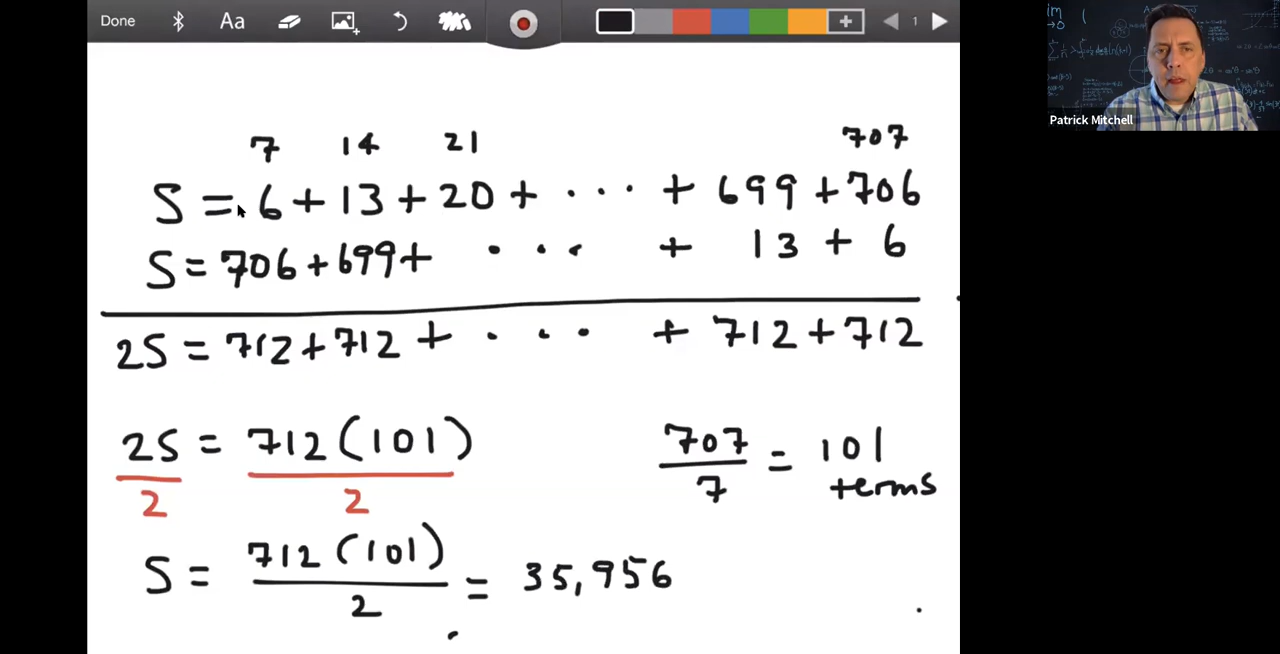 Done Aa 1
Patrick Mitchell
7 14 21 707
S = 6 + 13 + 20 + ··· + 699 + 706
S = 706 + 699 + ··· + 13 + 6
2S = 712 + 712 + ··· + 712 + 712
2S = 712 (101)
2 2
707/7 = 101
terms
S = 712 (101)/2 = 35,956